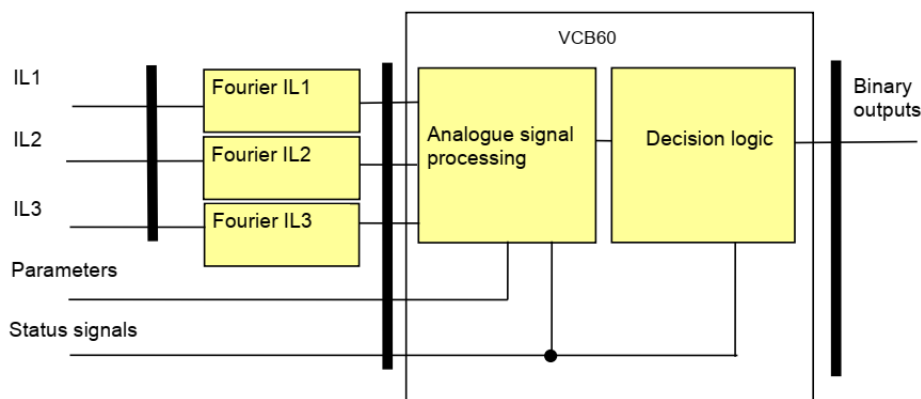 VCB60
IL1
Fourier IL1
IL2
Fourier IL2
IL3
Fourier IL3
Analogue signal
processing
Decision logic
Binary
outputs
Parameters
Status signals